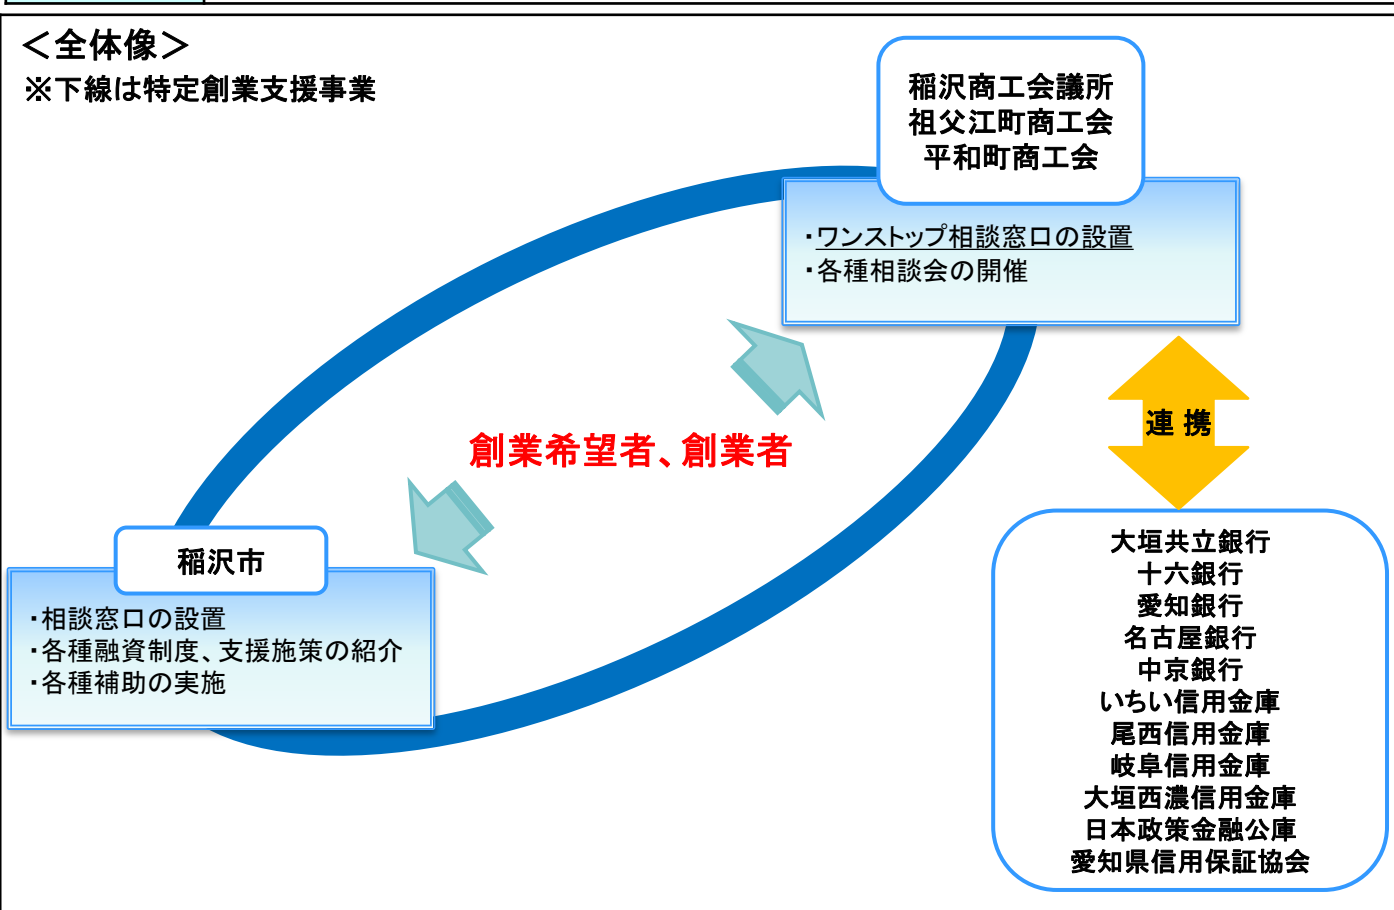 ＜全体像＞
※下線は特定創業支援事業
稲沢商工会議所
祖父江町商工会
平和町商工会
・ワンストップ相談窓口の設置
・各種相談会の開催
連 携
創業希望者、創業者
稲沢市
・相談窓口の設置
・各種融資制度、支援施策の紹介
・各種補助の実施
大垣共立銀行
十六銀行
愛知銀行
名古屋銀行
中京銀行
いちい信用金庫
尾西信用金庫
岐阜信用金庫
大垣西濃信用金庫
日本政策金融公庫
愛知県信用保証協会